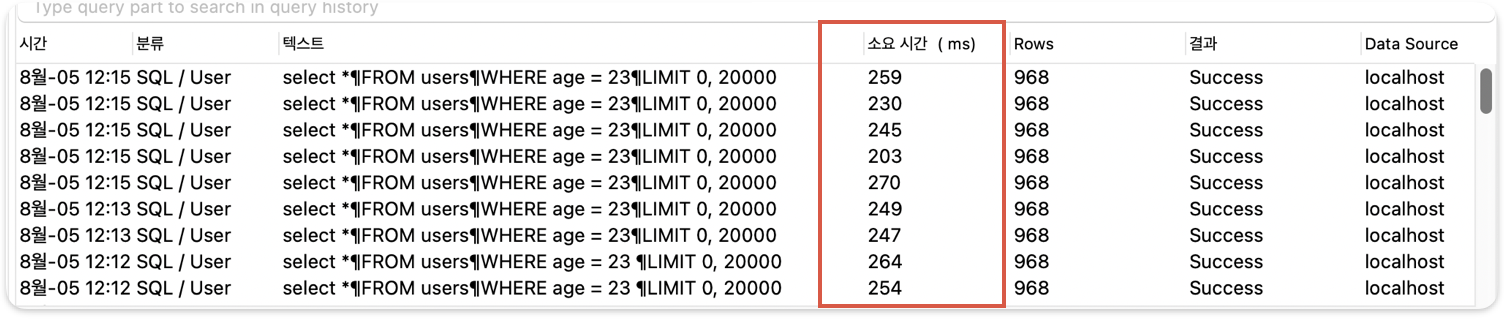 Type query part to search in query history
시간 분류 텍스트 소요 시간 ( ms) Rows 결과 Data Source
8월-05 12:15 SQL / User select *¶FROM users¶WHERE age = 23¶LIMIT 0, 20000 259 968 Success localhost
8월-05 12:15 SQL / User select *¶FROM users¶WHERE age = 23¶LIMIT 0, 20000 230 968 Success localhost
8월-05 12:15 SQL / User select *¶FROM users¶WHERE age = 23¶LIMIT 0, 20000 245 968 Success localhost
8월-05 12:15 SQL / User select *¶FROM users¶WHERE age = 23¶LIMIT 0, 20000 203 968 Success localhost
8월-05 12:15 SQL / User select *¶FROM users¶WHERE age = 23¶LIMIT 0, 20000 270 968 Success localhost
8월-05 12:13 SQL / User select *¶FROM users¶WHERE age = 23¶LIMIT 0, 20000 249 968 Success localhost
8월-05 12:13 SQL / User select *¶FROM users¶WHERE age = 23¶LIMIT 0, 20000 247 968 Success localhost
8월-05 12:12 SQL / User select *¶FROM users¶WHERE age = 23 ¶LIMIT 0, 20000 264 968 Success localhost
8월-05 12:12 SQL / User select *¶FROM users¶WHERE age = 23 ¶LIMIT 0, 20000 254 968 Success localhost